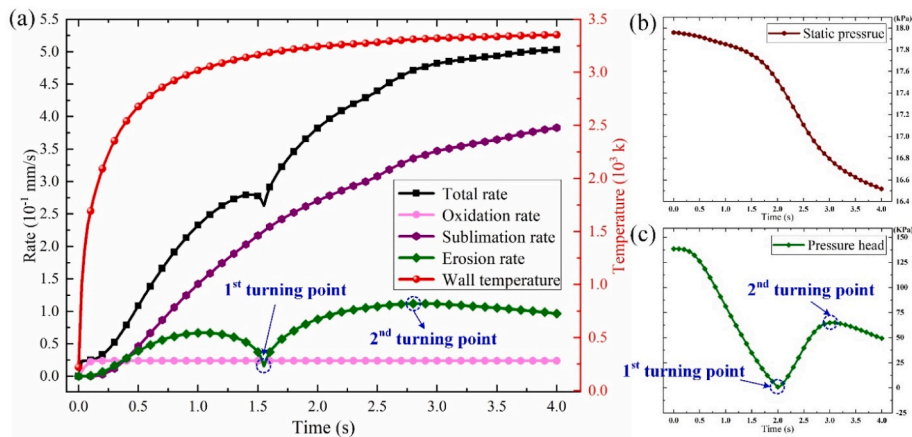 (a)
5.5
5.0
4.5
4.0
3.5
3.0
2.5
2.0
1.5
1.0
0.5
0.0
Rate (10⁻¹ mm/s)
Total rate
Oxidation rate
Sublimation rate
Erosion rate
Wall temperature
1st turning point
2nd turning point
0.0 0.5 1.0 1.5 2.0 2.5 3.0 3.5 4.0
Time (s)
3.5
3.0
2.5
2.0
1.5
1.0
0.5
0.0
Temperature (10³ k)
(b)
(kPa)
Static pressrue
18.0
17.8
17.6
17.4
17.2
17.0
16.8
16.6
16.4
0.0 0.5 1.0 1.5 2.0 2.5 3.0 3.5 4.0
Time (s)
(c)
(KPa)
Pressure head
2nd turning point
1st turning point
150
125
100
75
50
25
0
-25
0.0 0.5 1.0 1.5 2.0 2.5 3.0 3.5 4.0
Time (s)